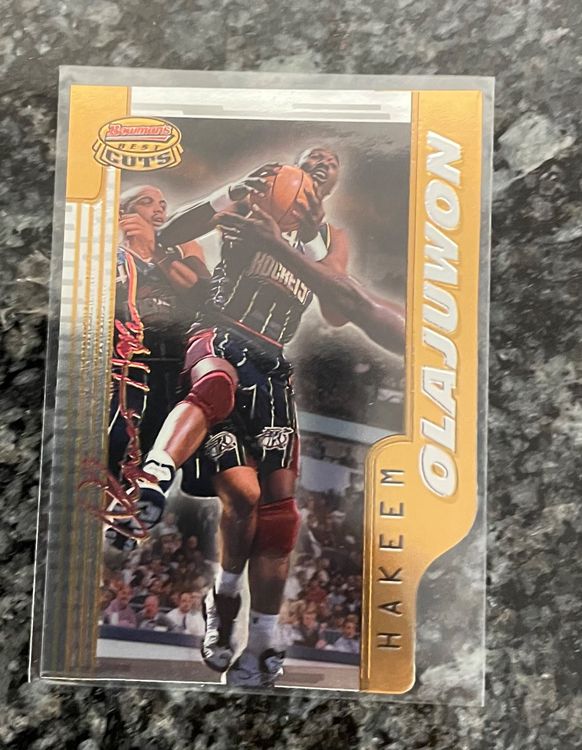 Bowman's
BEST
CUTS
ROCKETS
HAKEEM
OLAJUWON